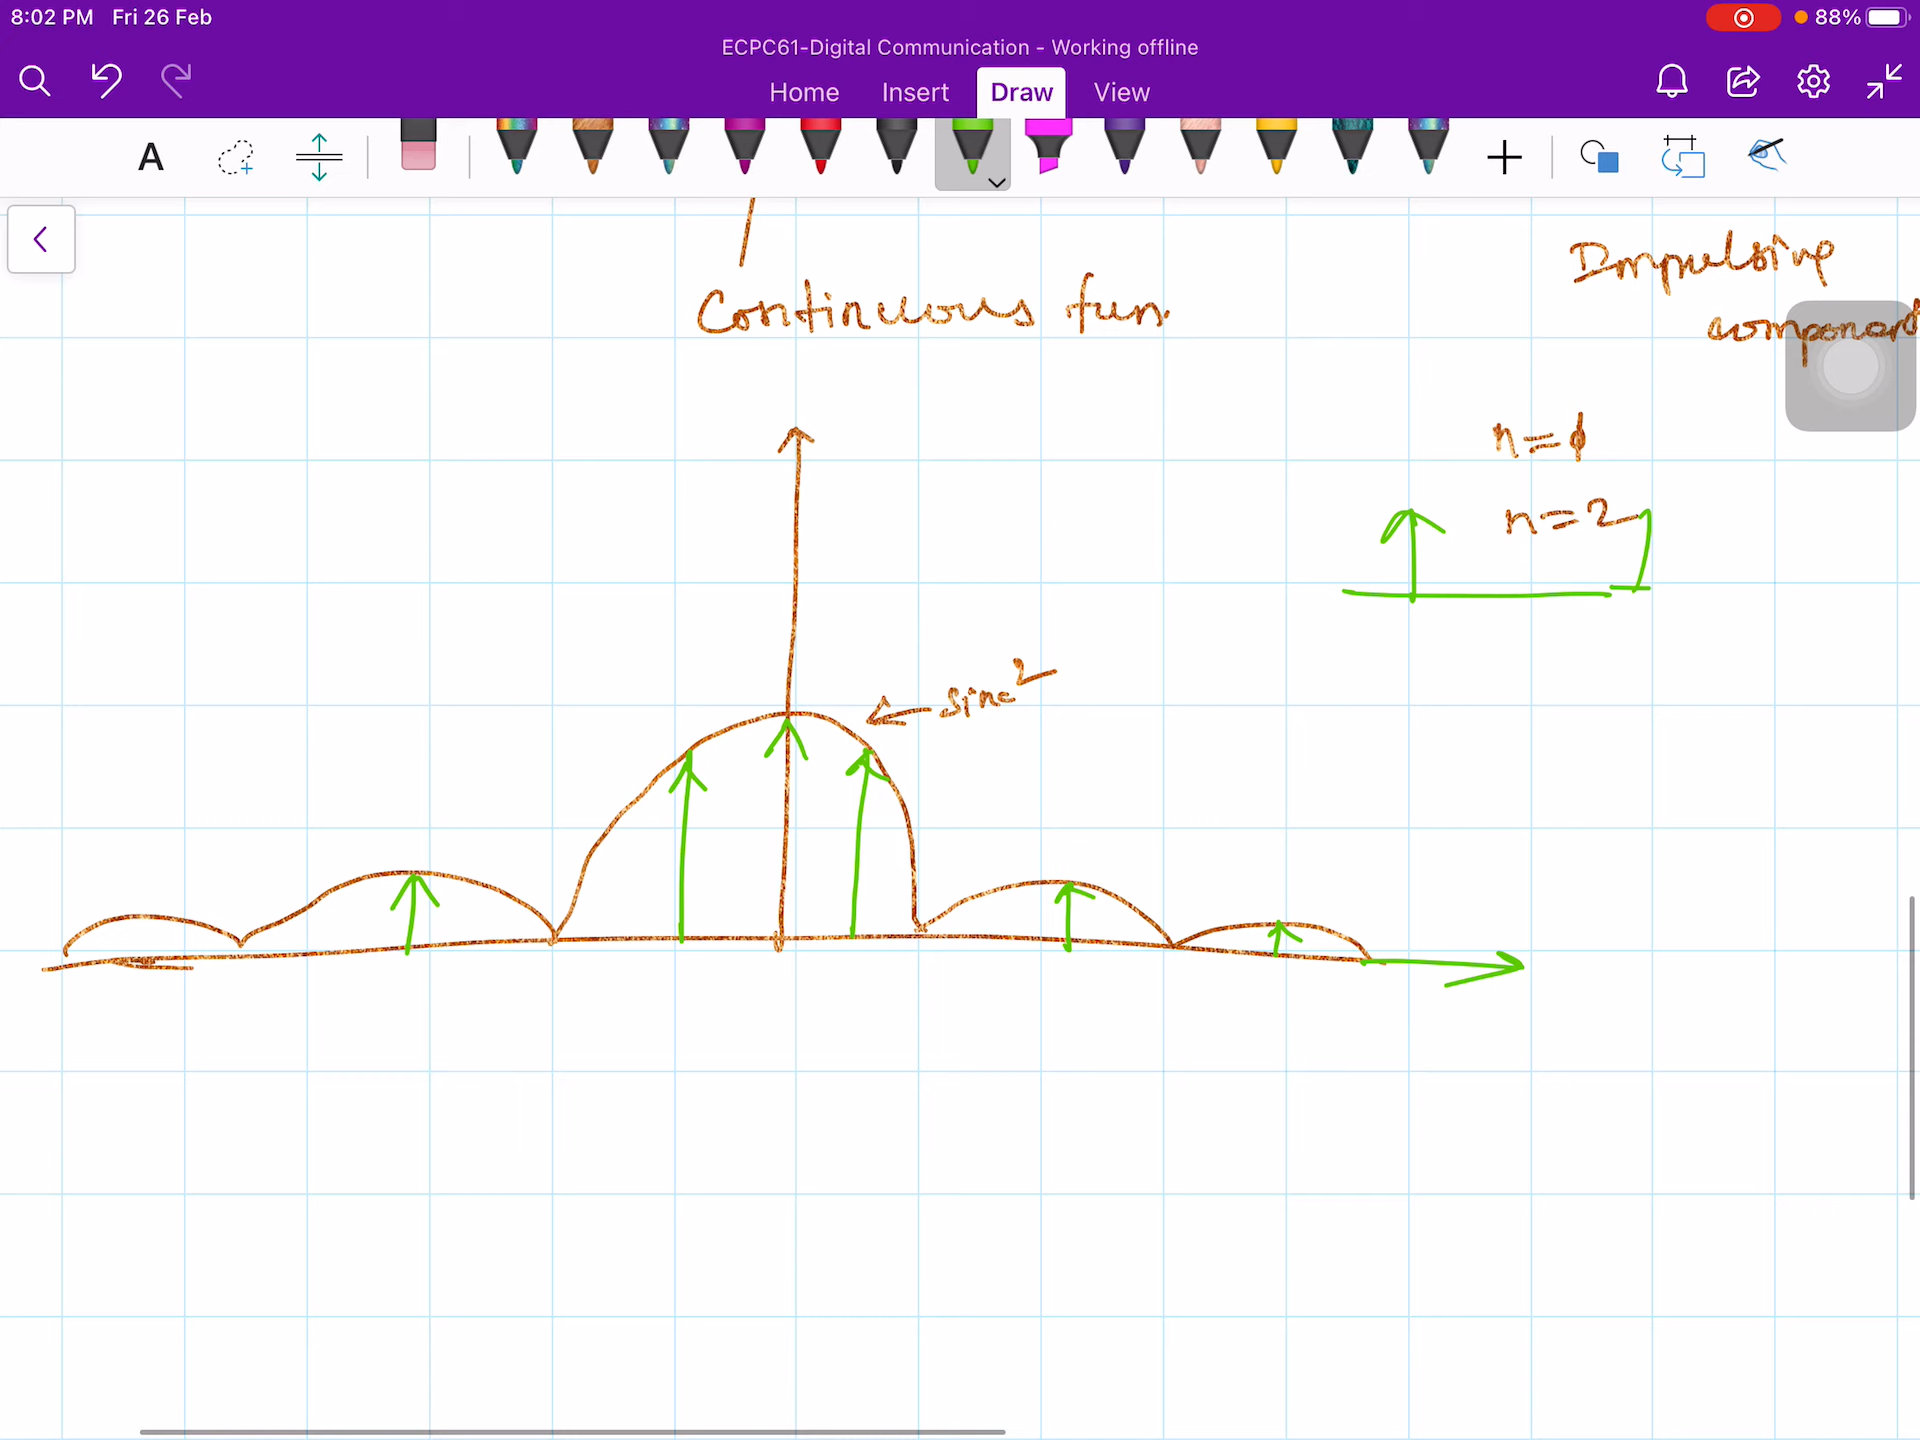 8:02 PM Fri 26 Feb
88%
ECPC61-Digital Communication - Working offline
Home Insert Draw View
A
Impulsive
component
Continuous fun.
n=ϕ
n=2
sinc²